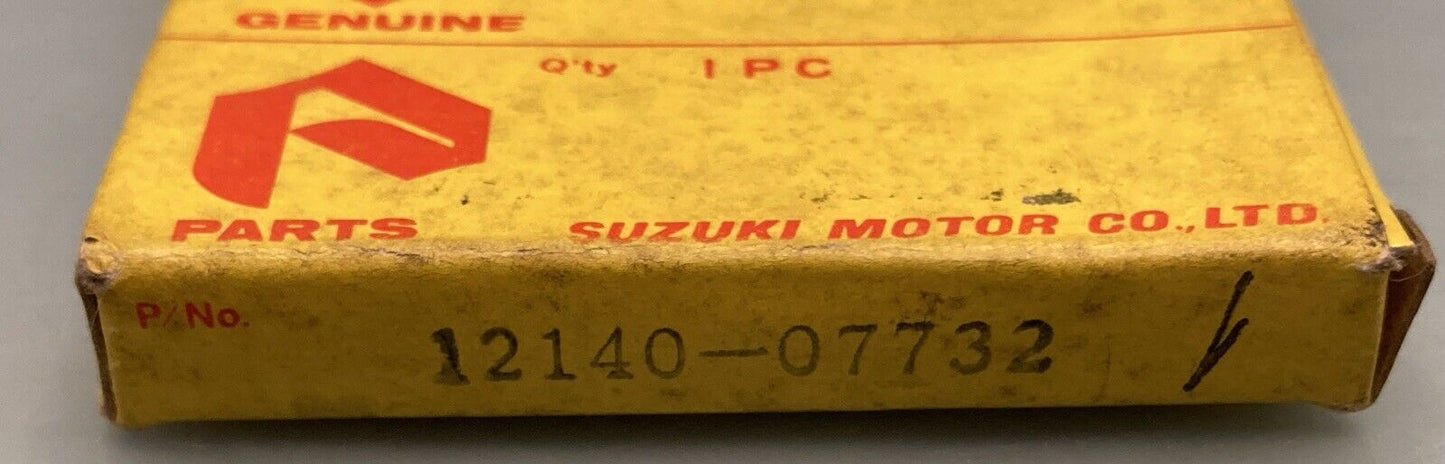 GENUINE
Q'ty 1 PC
PARTS
SUZUKI MOTOR CO.,LTD.
P/No.
12140-07732